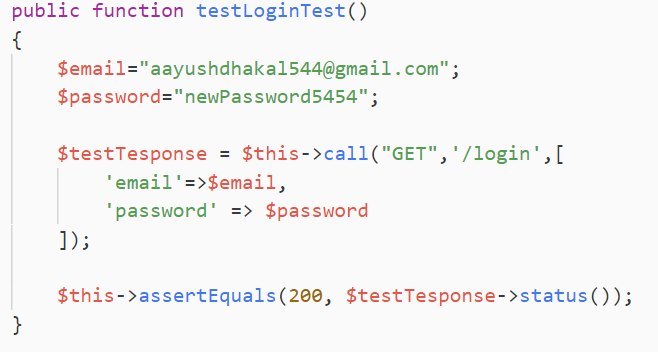 public function testLoginTest()
{
$email="aayushdhakal544@gmail.com";
$password="newPassword5454";
$testTesponse = $this->call("GET",'/login',[
'email'=>$email,
'password' => $password
]);
$this->assertEquals(200, $testTesponse->status());
}